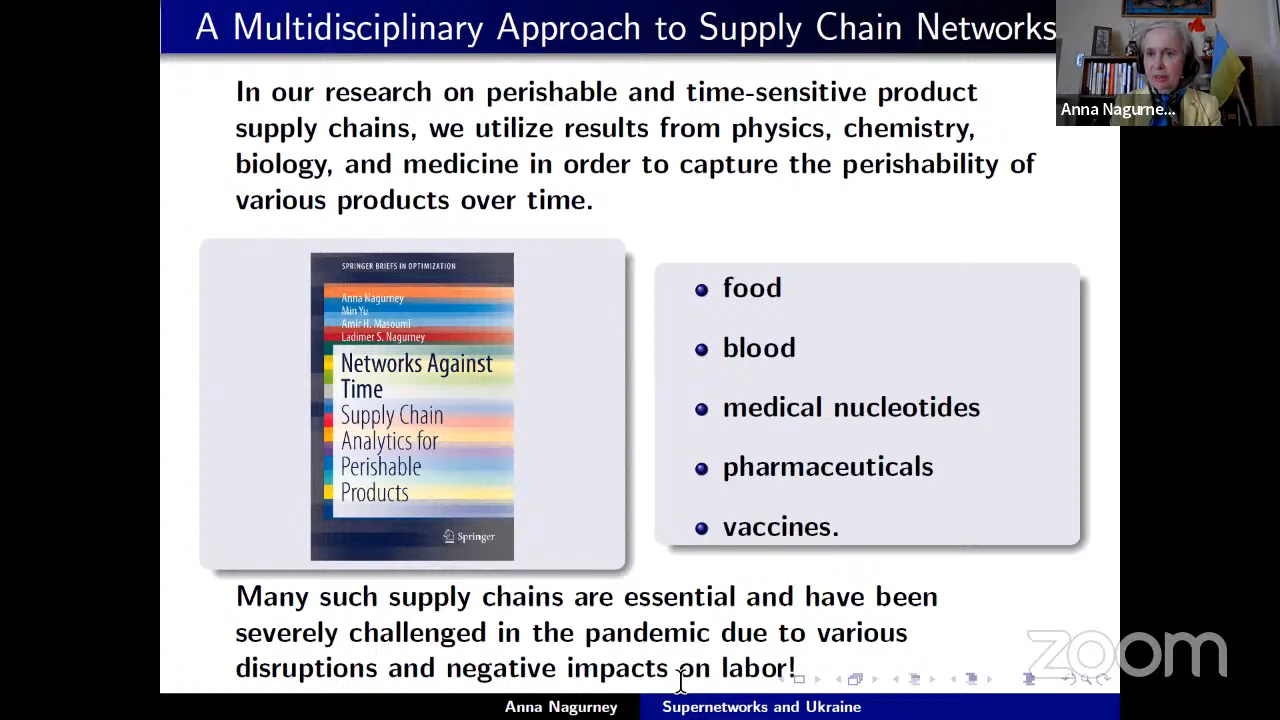 A Multidisciplinary Approach to Supply Chain Networks
Anna Nagurne...
In our research on perishable and time-sensitive product
supply chains, we utilize results from physics, chemistry,
biology, and medicine in order to capture the perishability of
various products over time.
SPRINGER BRIEFS IN OPTIMIZATION
Anna Nagurney
Min Yu
Amir H. Masoumi
Ladimer S. Nagurney
Networks Against
Time
Supply Chain
Analytics for
Perishable
Products
Springer
food
blood
medical nucleotides
pharmaceuticals
vaccines.
Many such supply chains are essential and have been
severely challenged in the pandemic due to various
disruptions and negative impacts on labor!
zoom
Anna Nagurney
Supernetworks and Ukraine